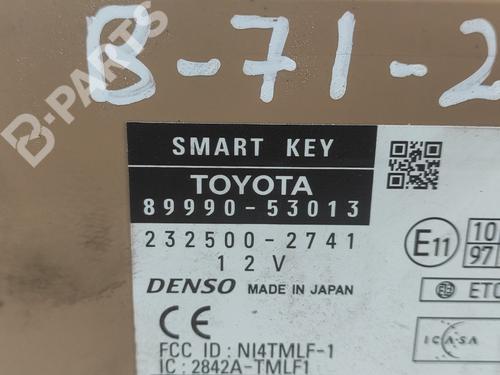 B-71-2
B-PARTS
SMART KEY
TOYOTA
89990-53013
232500-2741
12V
DENSO MADE IN JAPAN
E11
10
97
CE
FCC ID : NI4TMLF-1
IC : 2842A-TMLF1
ICASA